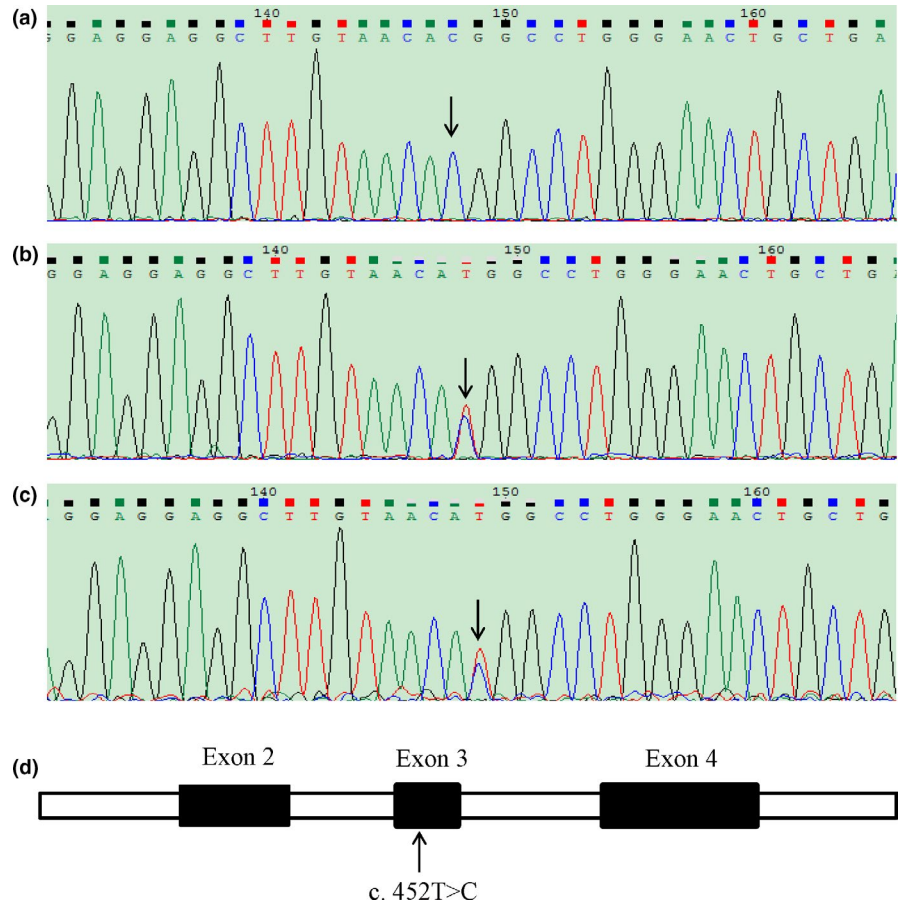 (a)
140 150 160
G G A G G A G G C T T G T A A C A C G G C C T G G G A A C T G C T G A
(b)
140 150 160
G G A G G A G G C T T G T A A C A T G G C C T G G G A A C T G C T G A
(c)
140 150 160
G G A G G A G G C T T G T A A C A T G G C C T G G G A A C T G C T G
(d)
Exon 2 Exon 3 Exon 4
c. 452T>C